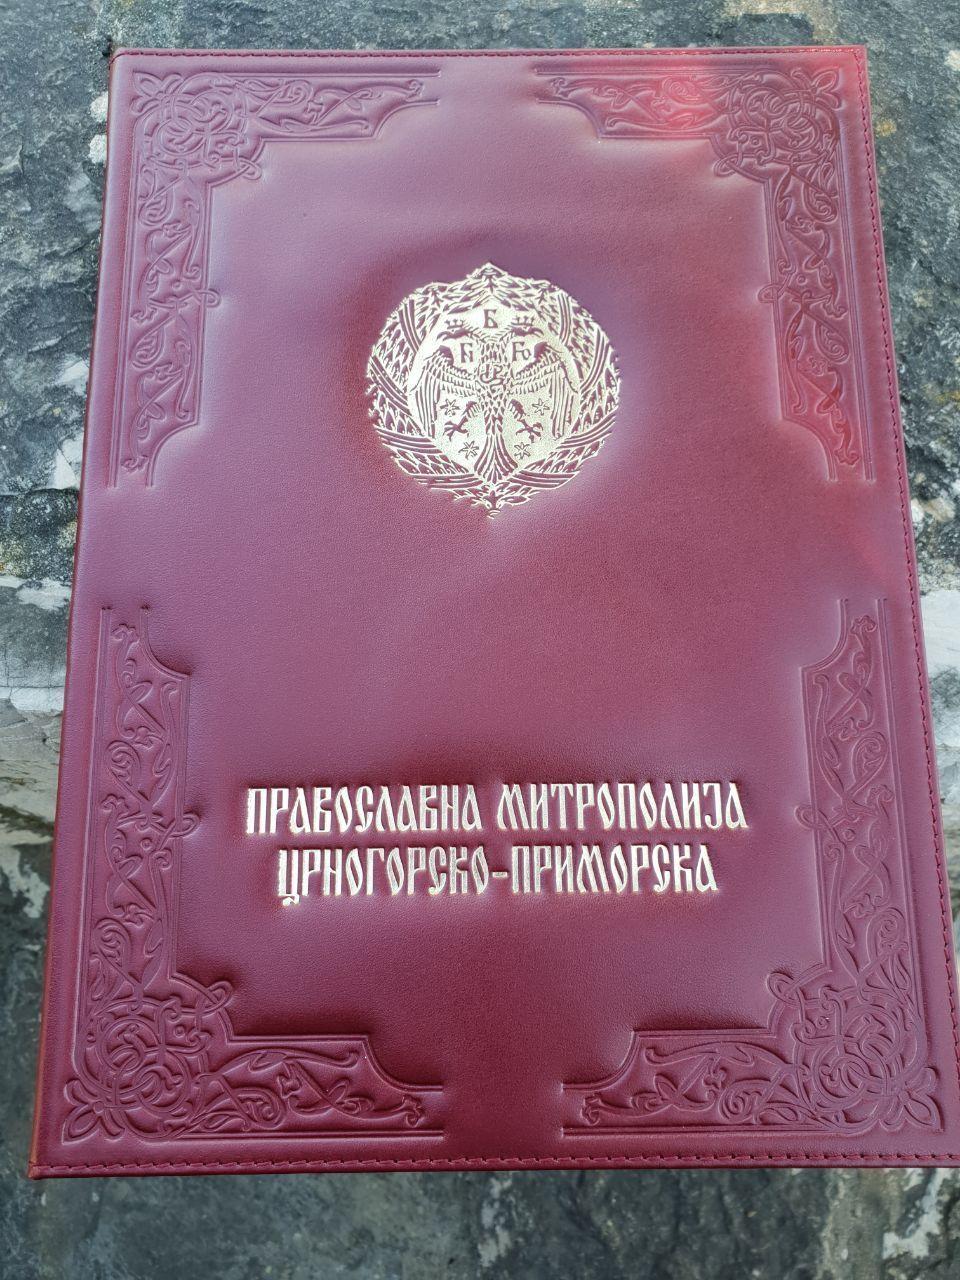 ПРАВОСЛАВНА МИТРОПОЛИЈА
ЦРНОГОРСКО-ПРИМОРСКА